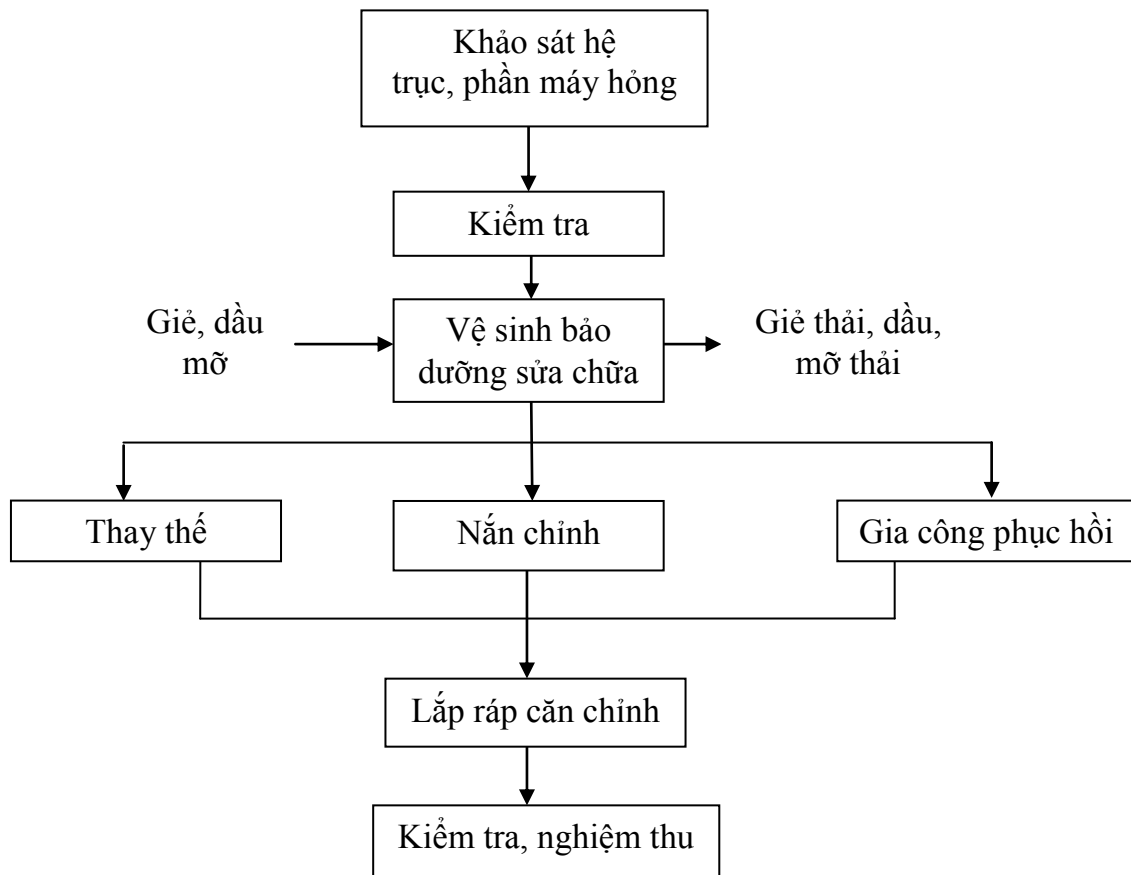 Khảo sát hệ
trục, phần máy hỏng
Kiểm tra
Giẻ, dầu
mỡ
Vệ sinh bảo
dưỡng sửa chữa
Giẻ thải, dầu,
mỡ thải
Thay thế
Nắn chỉnh
Gia công phục hồi
Lắp ráp căn chỉnh
Kiểm tra, nghiệm thu